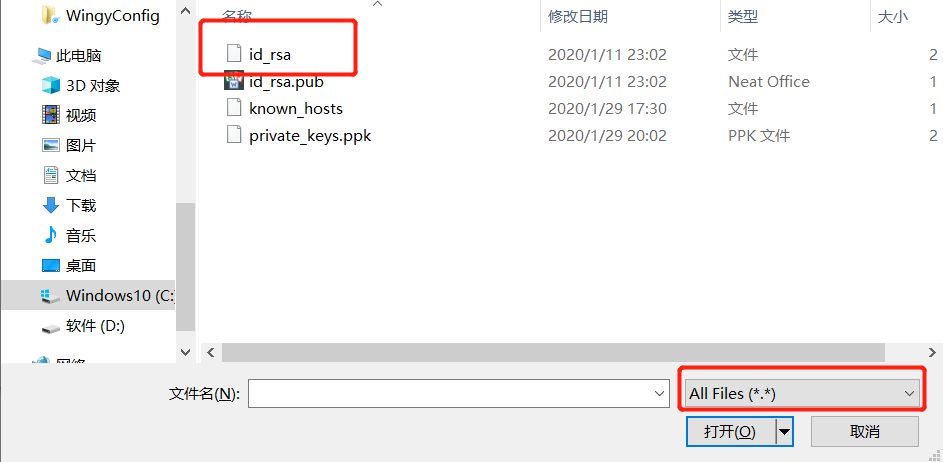 WingyConfig
此电脑
3D 对象
视频
图片
文档
下载
音乐
桌面
Windows10 (C:
软件 (D:)
网络
名称 修改日期 类型 大小
id_rsa 2020/1/11 23:02 文件 2
id_rsa.pub 2020/1/11 23:02 Neat Office 1
known_hosts 2020/1/29 17:30 文件 1
private_keys.ppk 2020/1/29 20:02 PPK 文件 2
文件名(N): All Files (*.*)
打开(O) 取消